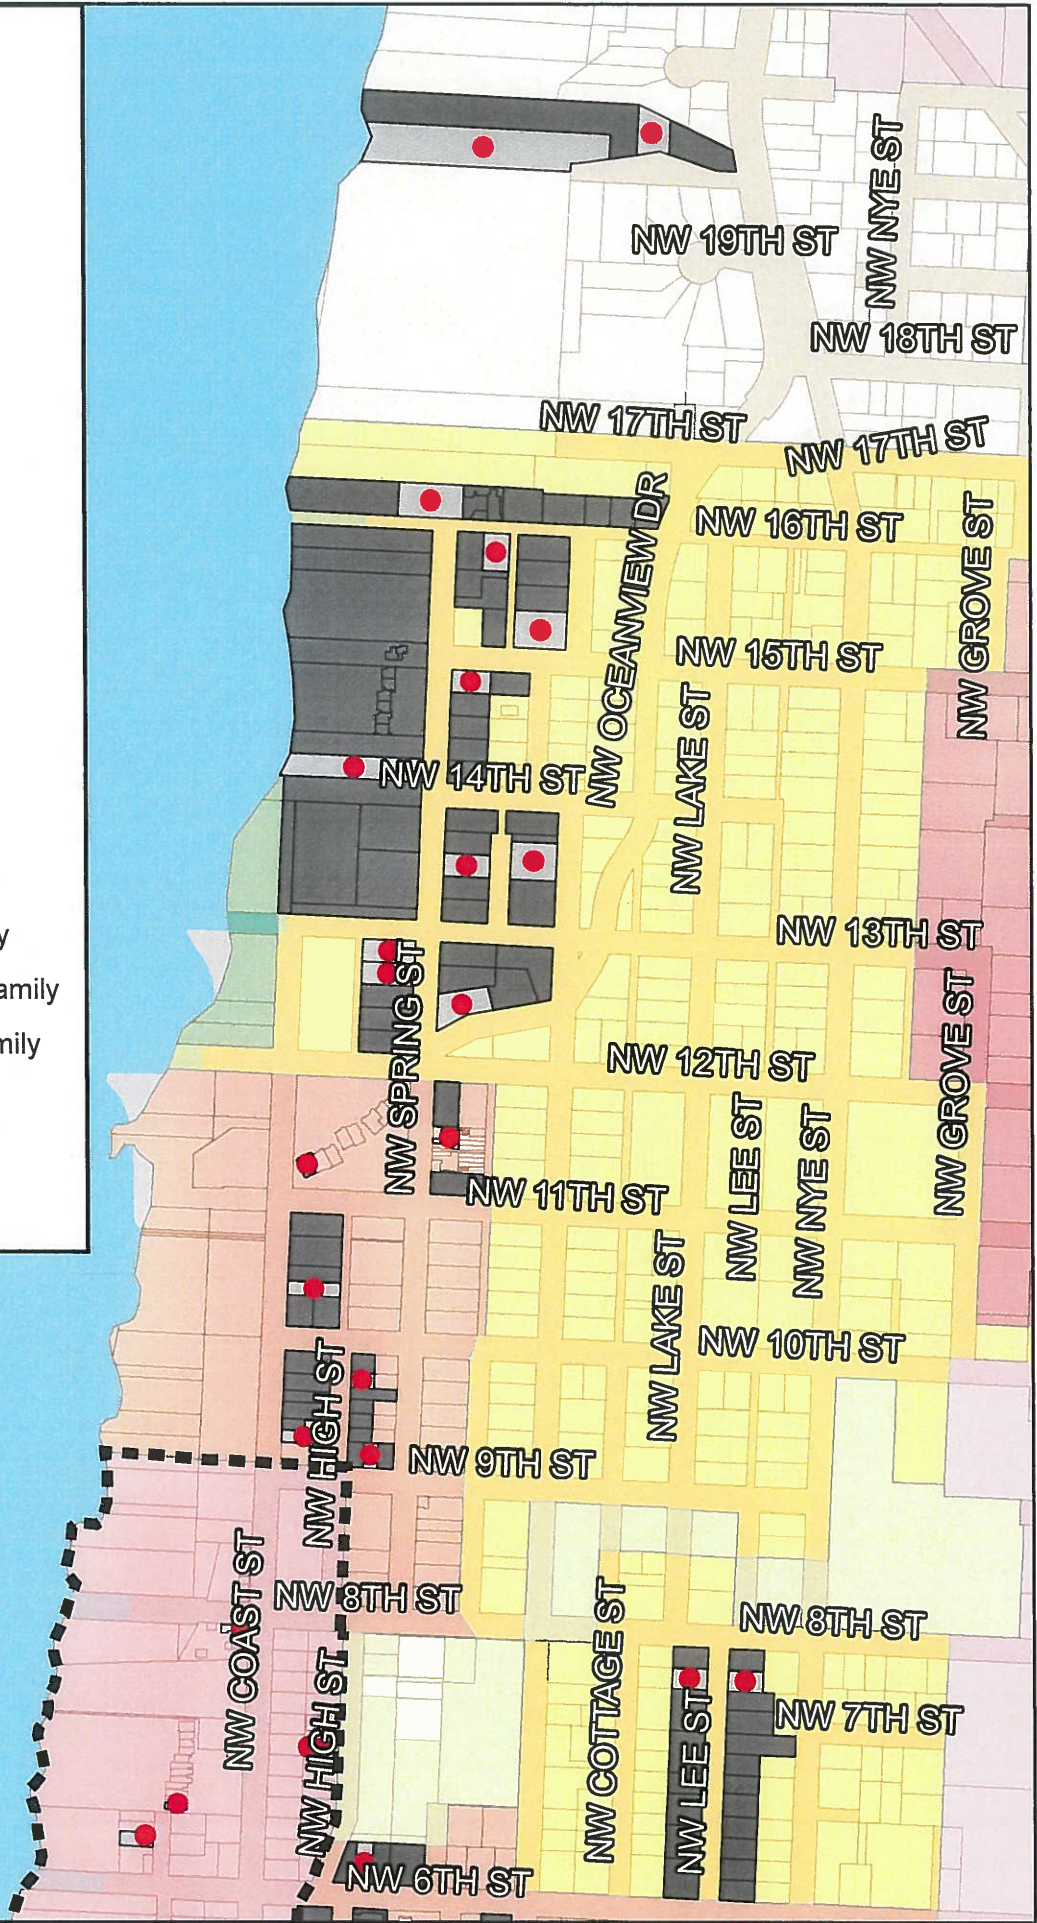 NW NYE ST
NW 19TH ST
NW 18TH ST
NW 17TH ST
NW 17TH ST
NW OCEANVIEW DR
NW 16TH ST
NW GROVE ST
NW 15TH ST
NW LAKE ST
NW 14TH ST
y
amily
mily
NW 13TH ST
NW SPRING ST
NW GROVE ST
NW 12TH ST
NW LEE ST
NW NYE ST
NW 11TH ST
NW LAKE ST
NW 10TH ST
NW HIGH ST
NW 9TH ST
NW COAST ST
NW 8TH ST
NW COTTAGE ST
NW 8TH ST
NW HIGH ST
NW LEE ST
NW 7TH ST
NW 6TH ST